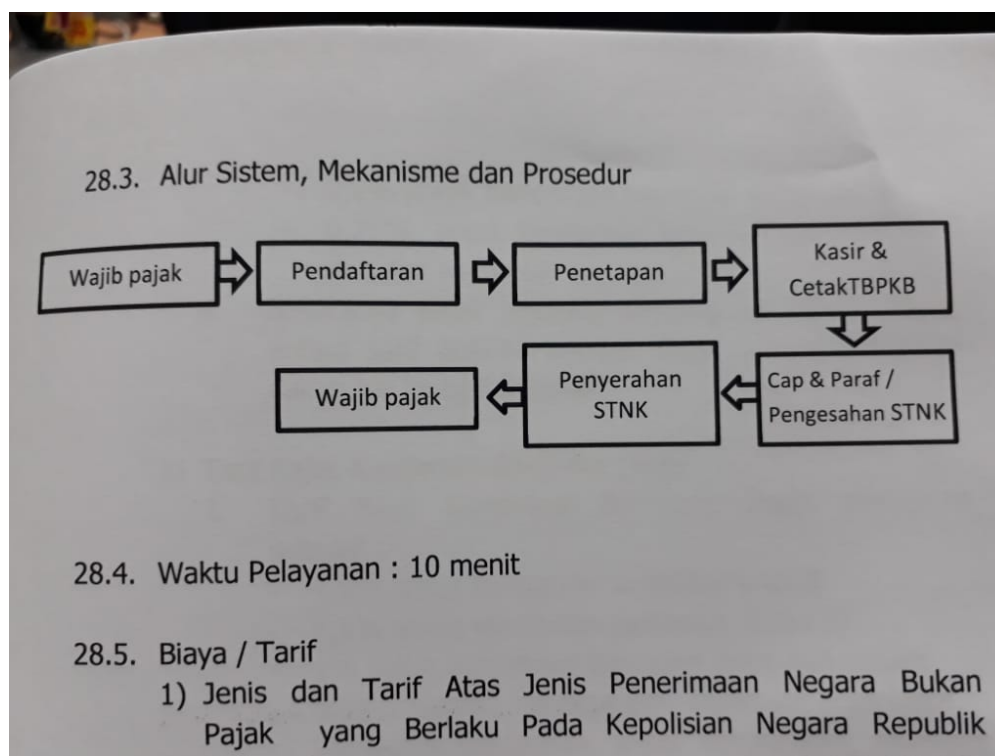 28.3. Alur Sistem, Mekanisme dan Prosedur
Wajib pajak
Pendaftaran
Penetapan
Kasir &
CetakTBPKB
Cap & Paraf /
Pengesahan STNK
Penyerahan
STNK
Wajib pajak
28.4. Waktu Pelayanan : 10 menit
28.5. Biaya / Tarif
1) Jenis dan Tarif Atas Jenis Penerimaan Negara Bukan
Pajak yang Berlaku Pada Kepolisian Negara Republik